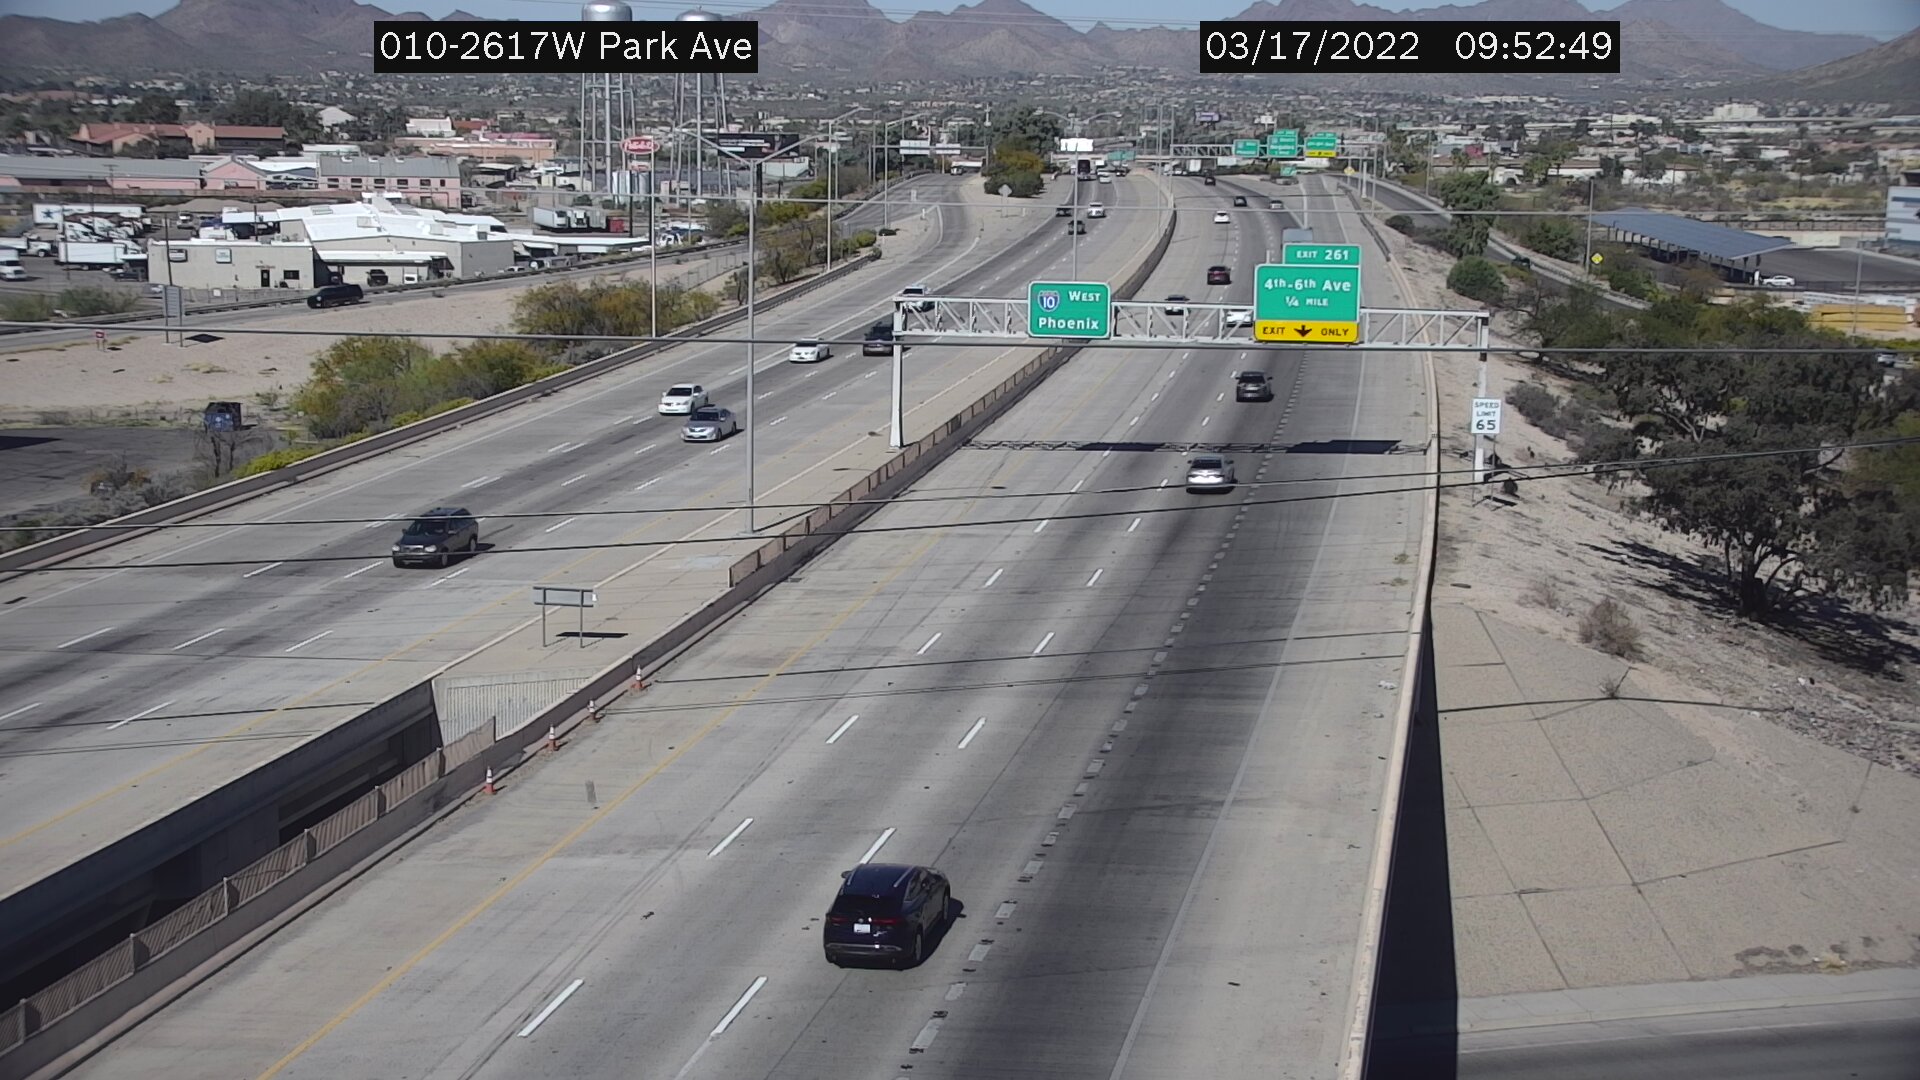 010-2617W Park Ave
03/17/2022 09:52:49
EXIT 261
4th-6th Ave
1/4 MILE
EXIT ONLY
10 WEST
Phoenix
SPEED
LIMIT
65